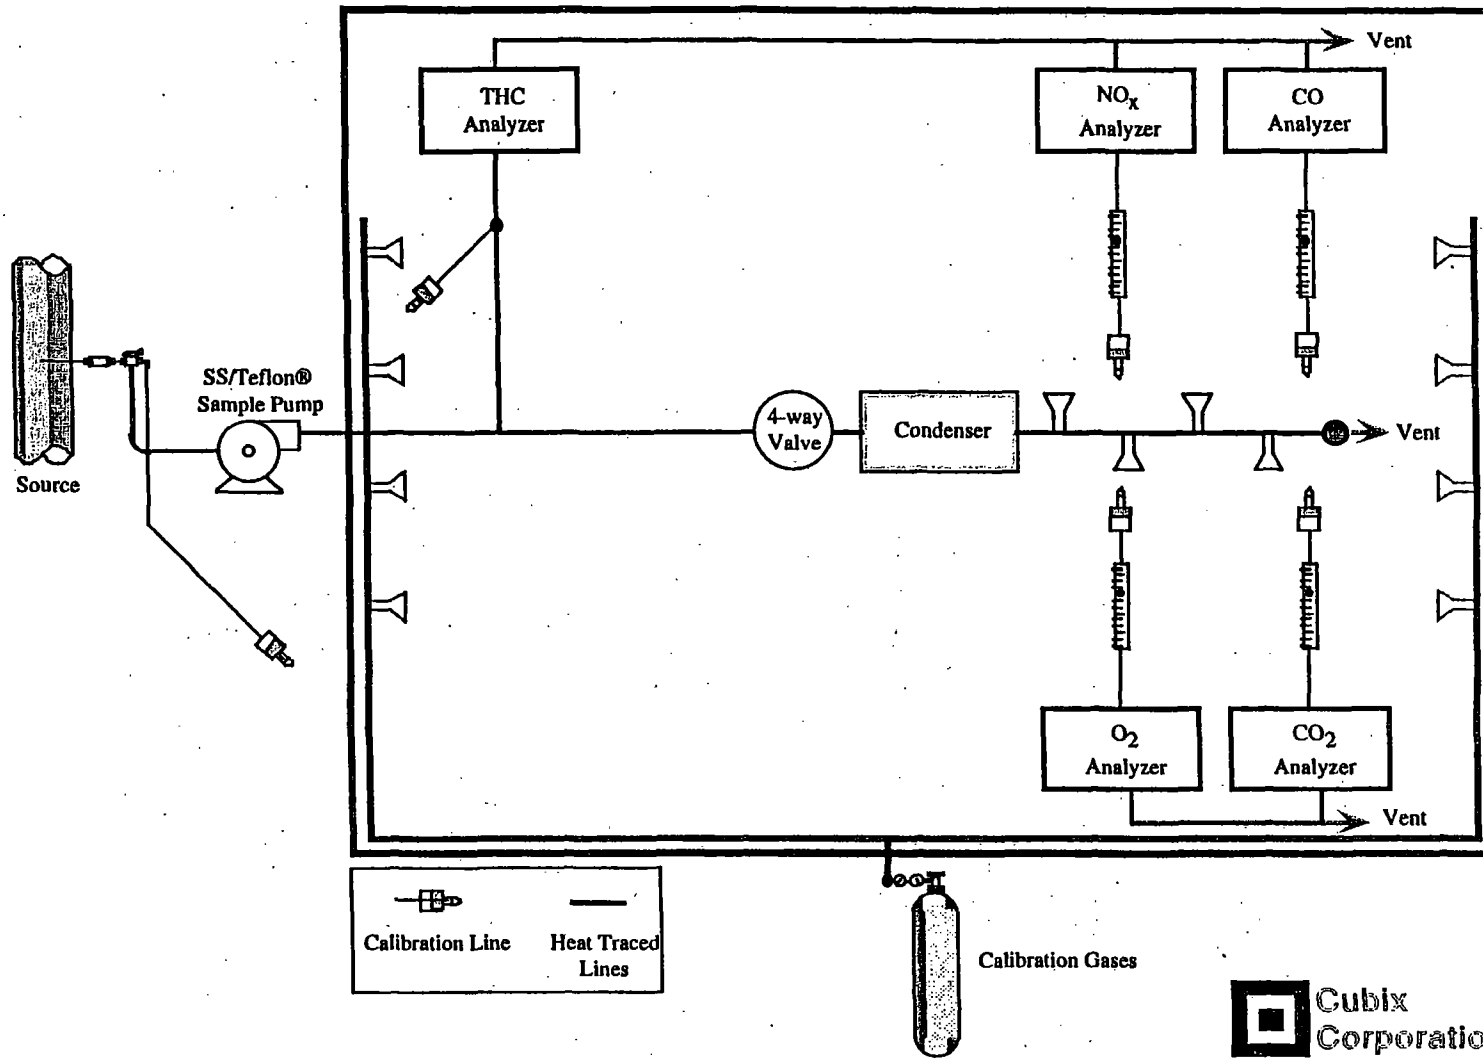 Vent
THC
Analyzer
NOx
Analyzer
CO
Analyzer
SS/Teflon®
Sample Pump
4-way
Valve
Condenser
Vent
Source
O2
Analyzer
CO2
Analyzer
Vent
Calibration Line
Heat Traced
Lines
Calibration Gases
Cubix
Corporatio